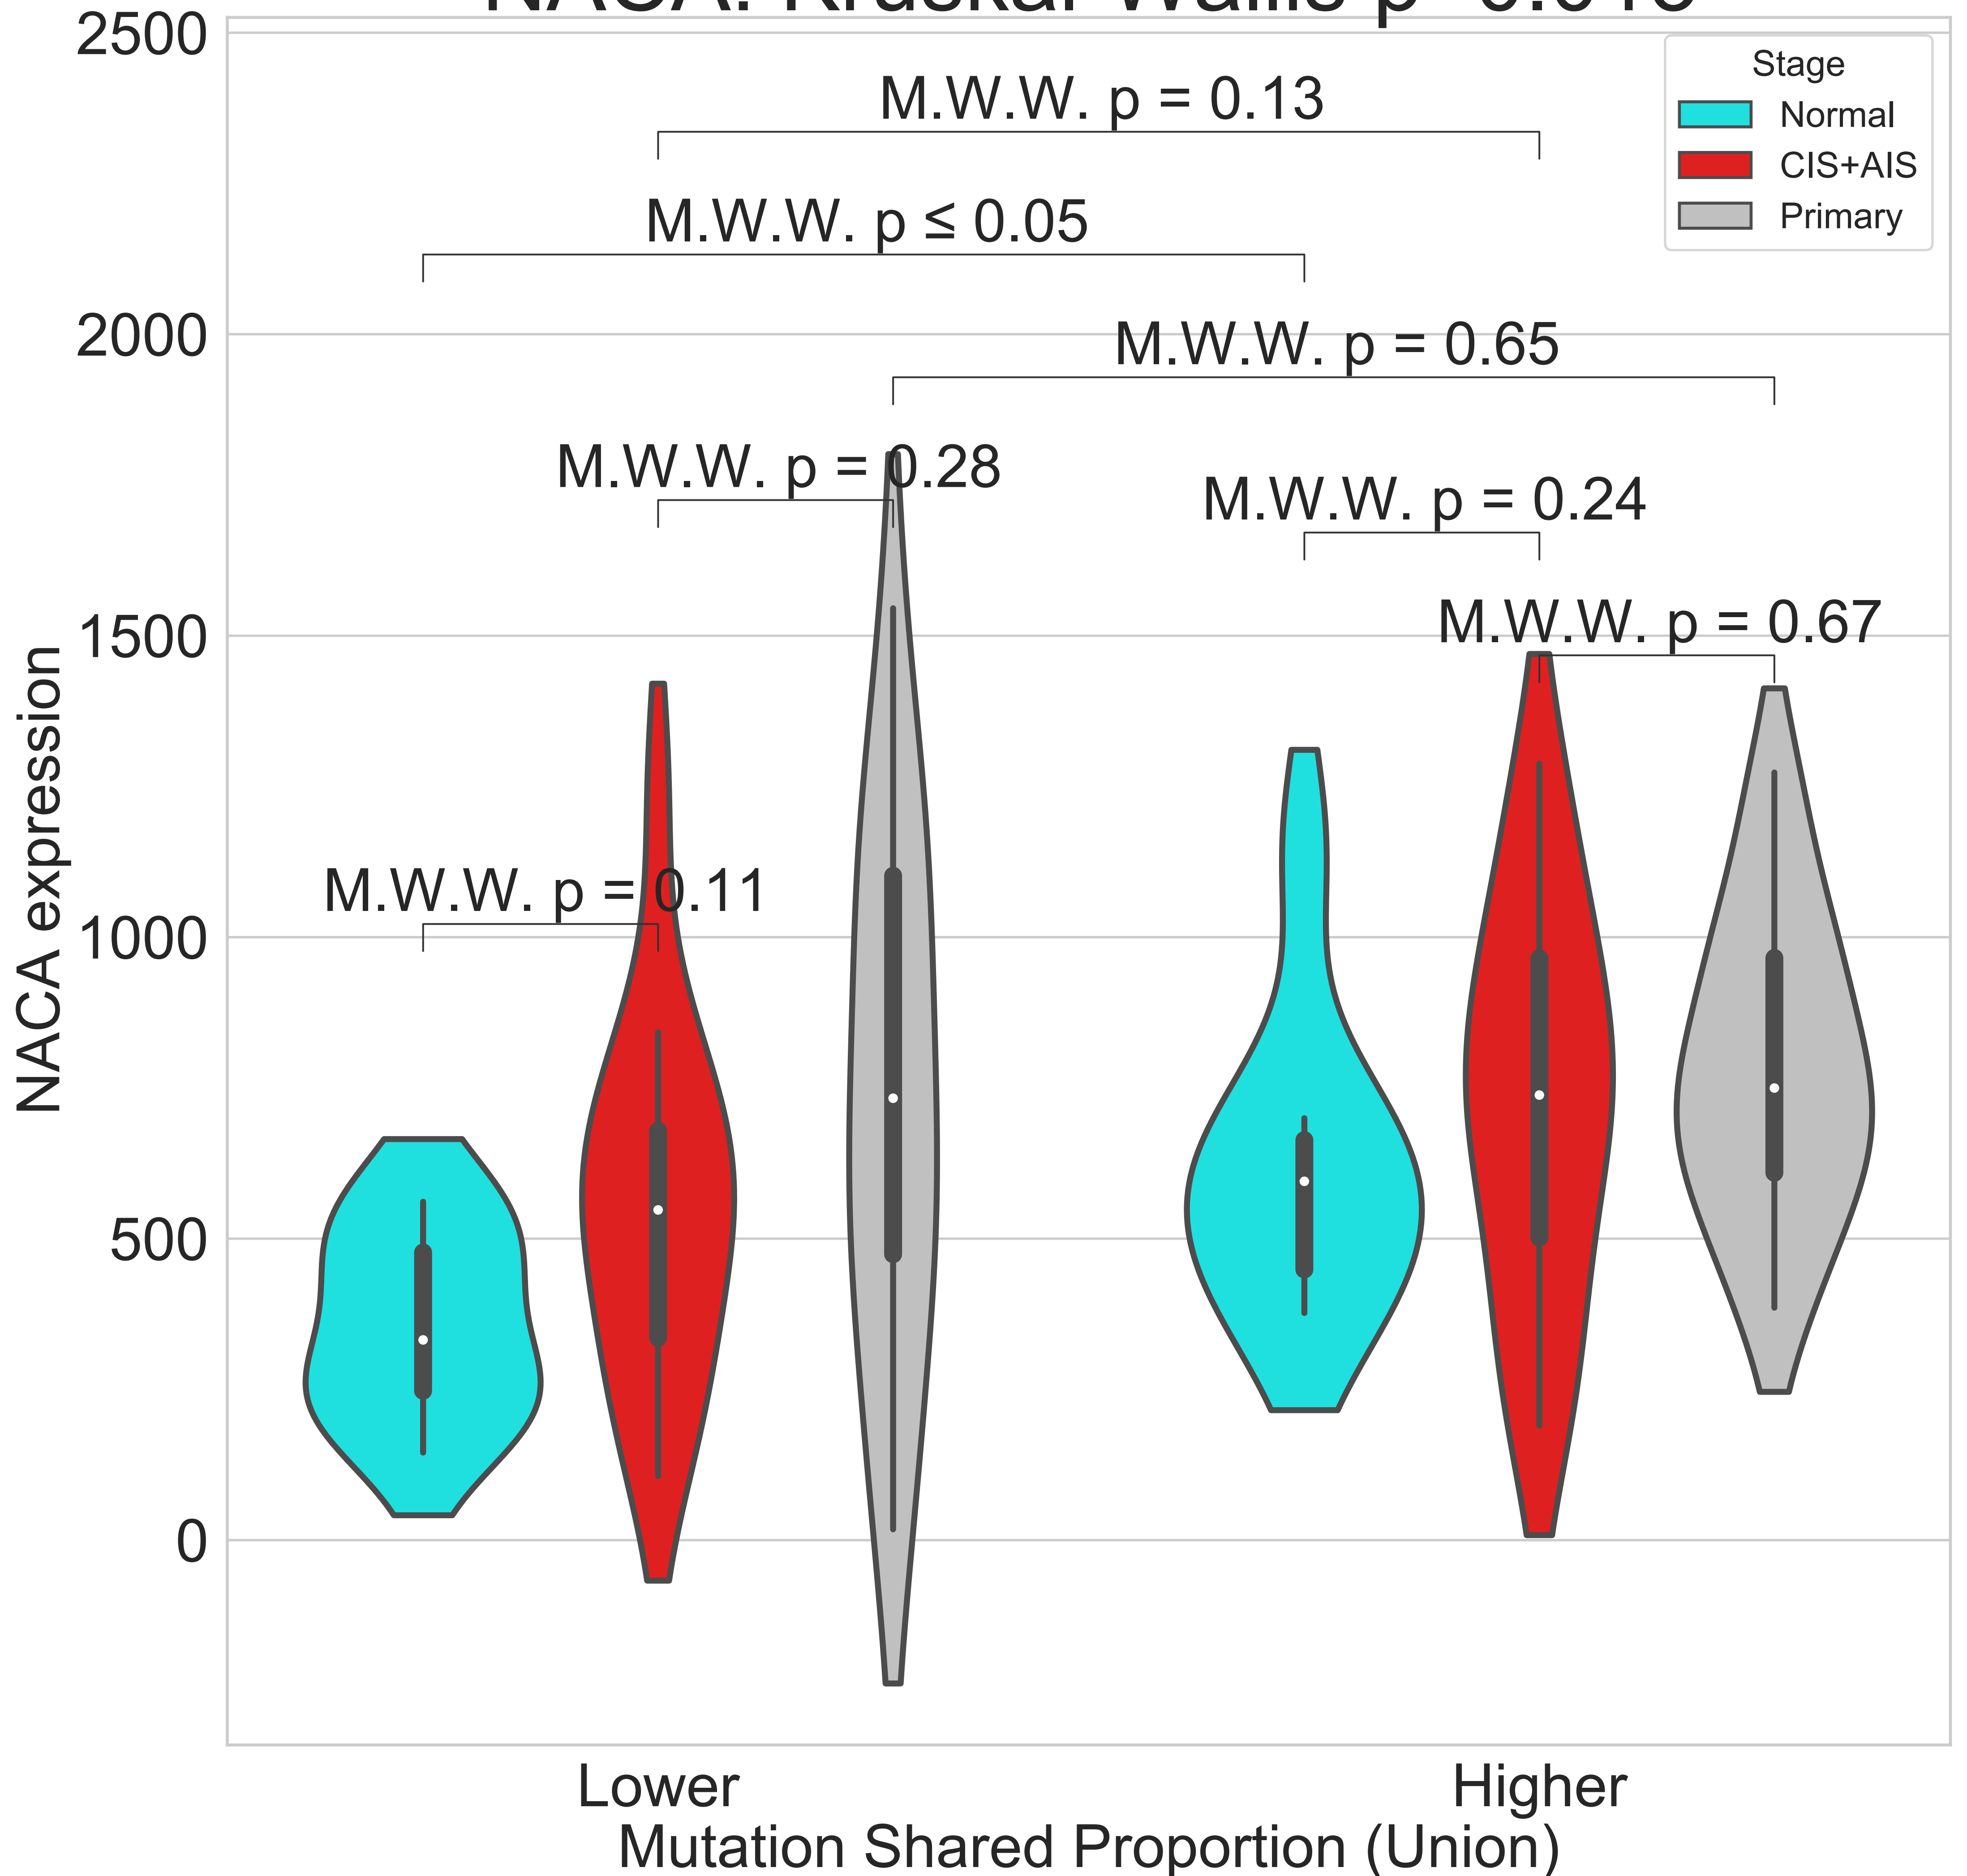 2500
Stage
Normal
CIS+AIS
Primary
M.W.W. p = 0.13
M.W.W. p ≤ 0.05
2000
M.W.W. p = 0.65
M.W.W. p = 0.28
M.W.W. p = 0.24
1500
M.W.W. p = 0.67
NACA expression
M.W.W. p = 0.11
1000
500
0
Lower
Higher
Mutation Shared Proportion (Union)